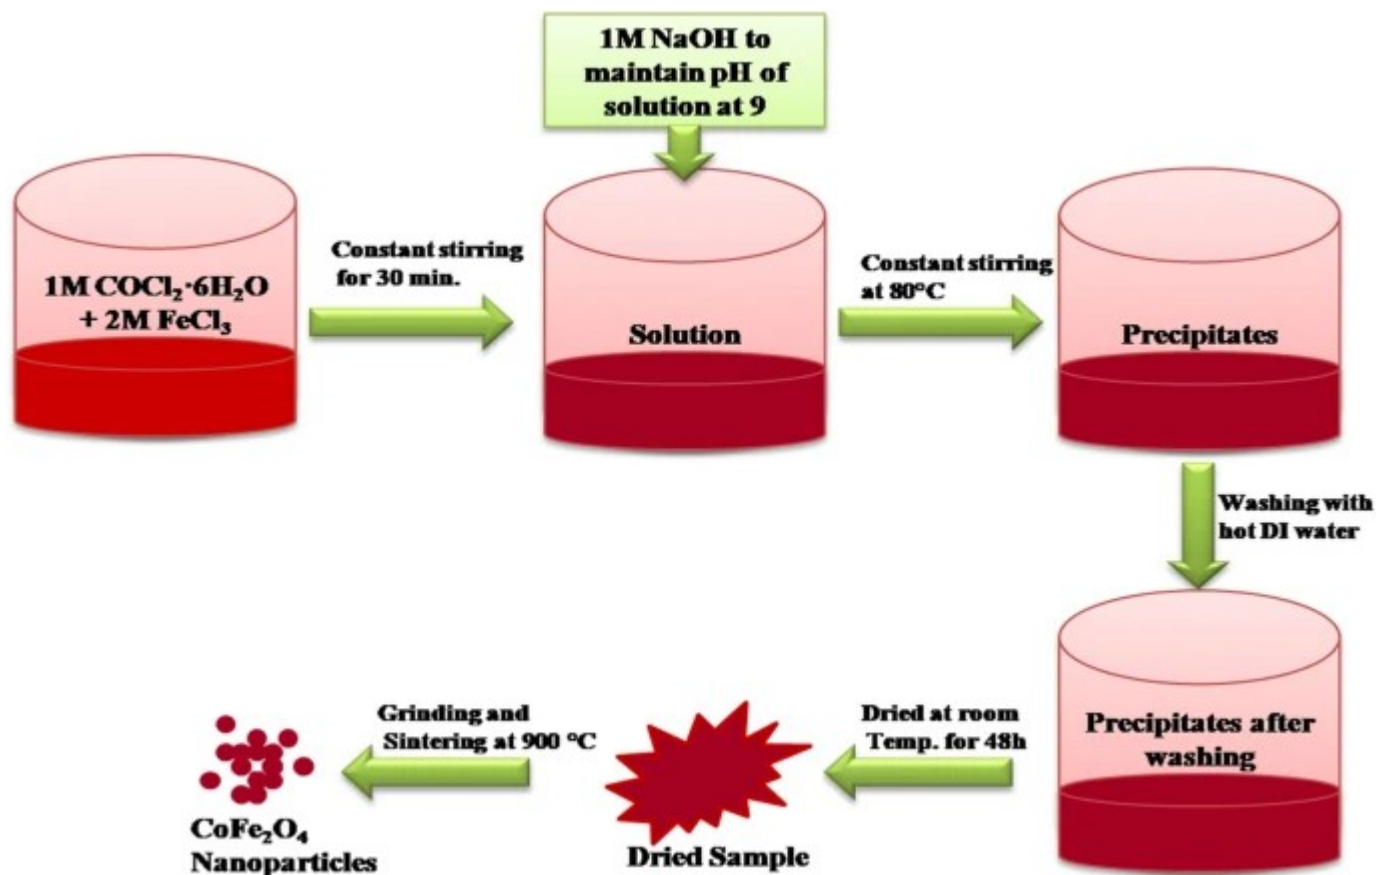 1M NaOH to
maintain pH of
solution at 9
1M COCl₂·6H₂O
+ 2M FeCl₃
Constant stirring
for 30 min.
Solution
Constant stirring
at 80°C
Precipitates
Washing with
hot DI water
Precipitates after
washing
Dried at room
Temp. for 48h
Dried Sample
Grinding and
Sintering at 900 °C
CoFe₂O₄
Nanoparticles